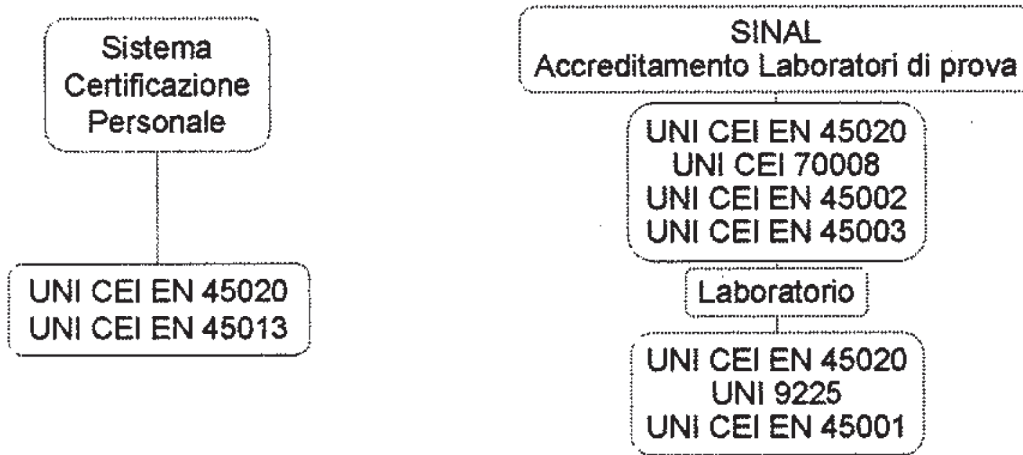 Sistema
Certificazione
Personale
UNI CEI EN 45020
UNI CEI EN 45013
SINAL
Accreditamento Laboratori di prova
UNI CEI EN 45020
UNI CEI 70008
UNI CEI EN 45002
UNI CEI EN 45003
Laboratorio
UNI CEI EN 45020
UNI 9225
UNI CEI EN 45001